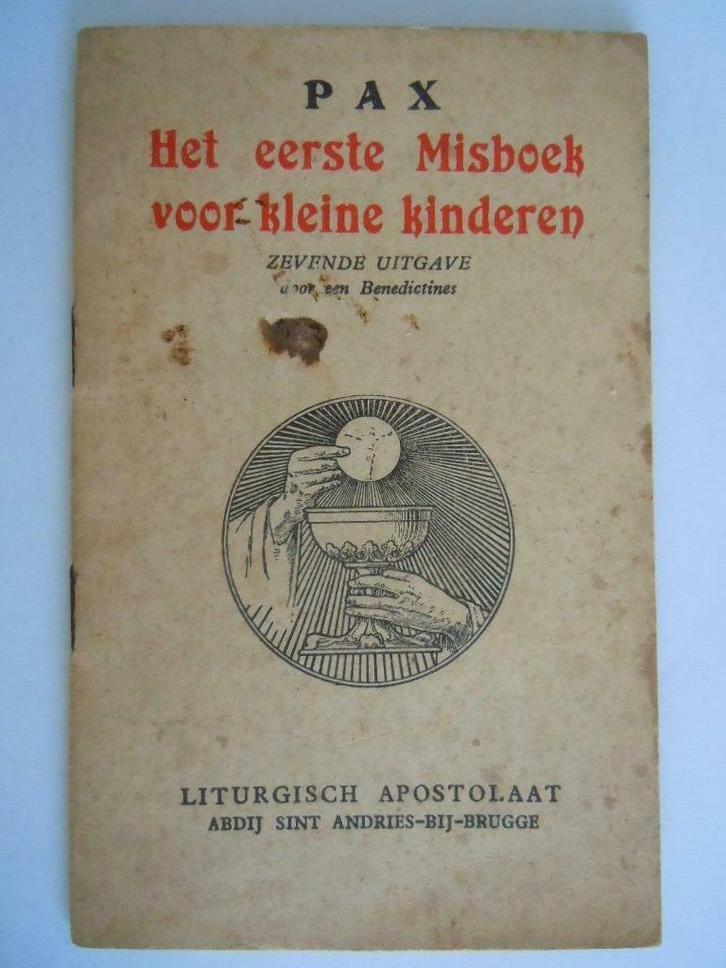 PAX
Het eerste Misboek
voor kleine kinderen
ZEVENDE UITGAVE
door een Benedictines
LITURGISCH APOSTOLAAT
ABDIJ SINT ANDRIES-BIJ-BRUGGE